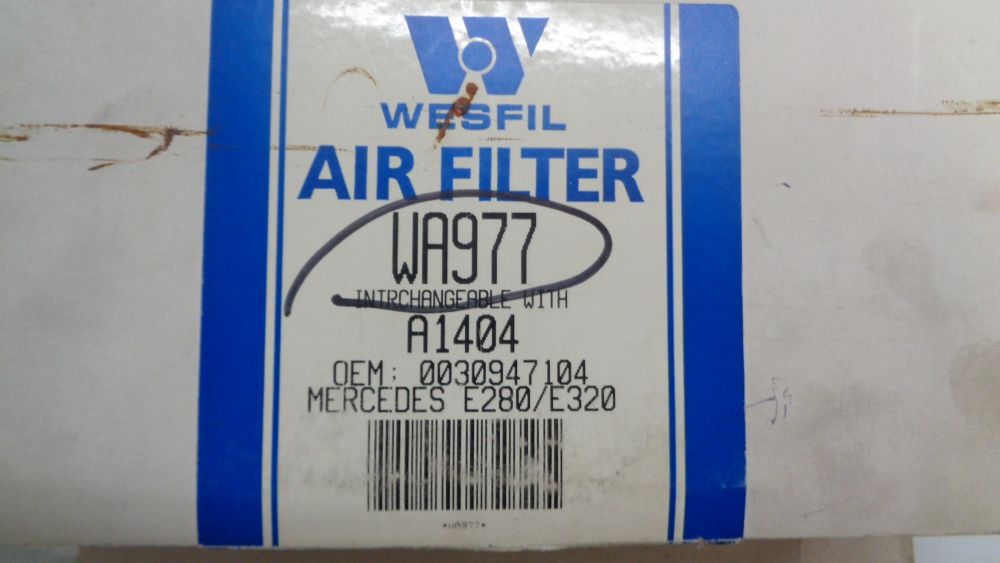 WESFIL
AIR FILTER
WA977
INTRCHANGEABLE WITH
A1404
OEM: 0030947104
MERCEDES E280/E320
*WA977*